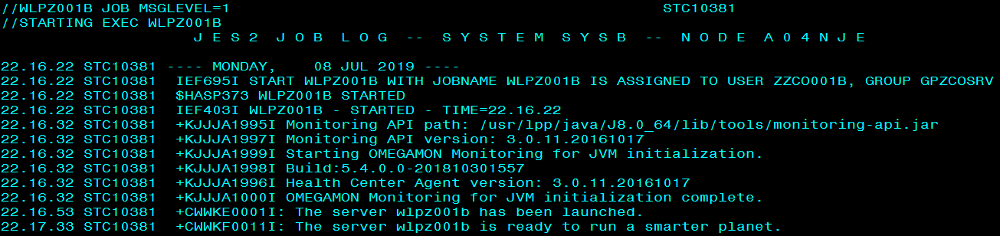 //WLPZ001B JOB MSGLEVEL=1 STC10381
//STARTING EXEC WLPZ001B
J E S 2 J O B L O G -- S Y S T E M S Y S B -- N O D E A 0 4 N J E
22.16.22 STC10381 ---- MONDAY, 08 JUL 2019 ----
22.16.22 STC10381 IEF695I START WLPZ001B WITH JOBNAME WLPZ001B IS ASSIGNED TO USER ZZCO001B, GROUP GPZCOSRV
22.16.22 STC10381 $HASP373 WLPZ001B STARTED
22.16.22 STC10381 IEF403I WLPZ001B - STARTED - TIME=22.16.22
22.16.32 STC10381 +KJJJA1995I Monitoring API path: /usr/lpp/java/J8.0_64/lib/tools/monitoring-api.jar
22.16.32 STC10381 +KJJJA1997I Monitoring API version: 3.0.11.20161017
22.16.32 STC10381 +KJJJA1999I Starting OMEGAMON Monitoring for JVM initialization.
22.16.32 STC10381 +KJJJA1998I Build:5.4.0.0-201810301557
22.16.32 STC10381 +KJJJA1996I Health Center Agent version: 3.0.11.20161017
22.16.32 STC10381 +KJJJA1000I OMEGAMON Monitoring for JVM initialization complete.
22.16.53 STC10381 +CWWKE0001I: The server wlpz001b has been launched.
22.17.33 STC10381 +CWWKF0011I: The server wlpz001b is ready to run a smarter planet.